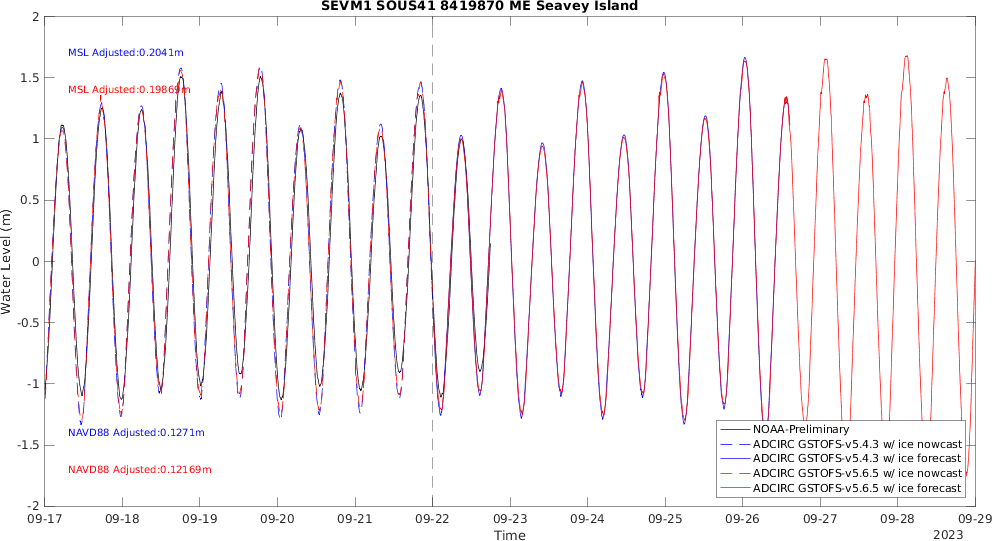 SEVM1 SOUS41 8419870 ME Seavey Island
MSL Adjusted:0.2041m
MSL Adjusted:0.19869m
NAVD88 Adjusted:0.1271m
NAVD88 Adjusted:0.12169m
Water Level (m)
2
1.5
1
0.5
0
-0.5
-1
-1.5
-2
NOAA-Preliminary
ADCIRC GSTOFS-v5.4.3 w/ ice nowcast
ADCIRC GSTOFS-v5.4.3 w/ ice forecast
ADCIRC GSTOFS-v5.6.5 w/ ice nowcast
ADCIRC GSTOFS-v5.6.5 w/ ice forecast
09-17 09-18 09-19 09-20 09-21 09-22 09-23 09-24 09-25 09-26 09-27 09-28 09-29
Time
2023